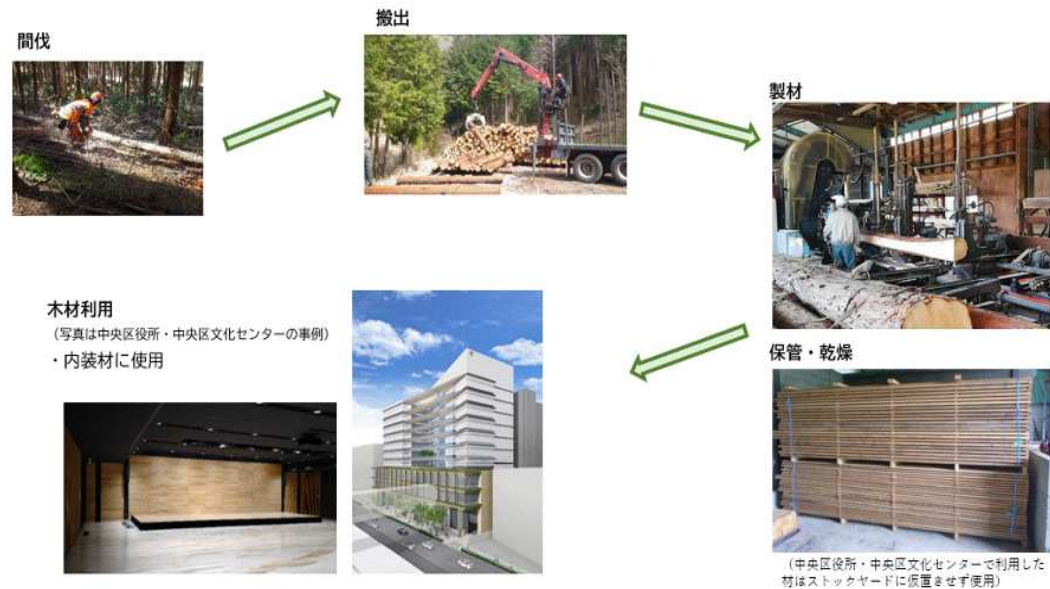 間伐
搬出
製材
保管・乾燥
（中央区役所・中央区文化センターで利用した
材はストックヤードに仮置きせず使用）
木材利用
（写真は中央区役所・中央区文化センターの事例）
・内装材に使用